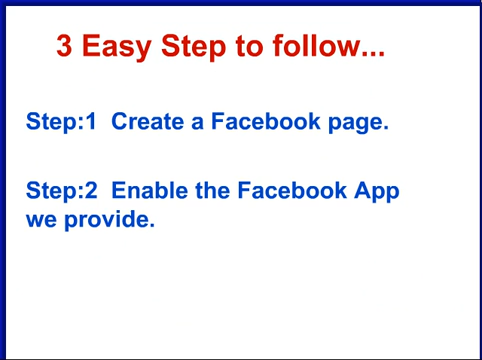 3 Easy Step to follow...
Step:1 Create a Facebook page.
Step:2 Enable the Facebook App
we provide.